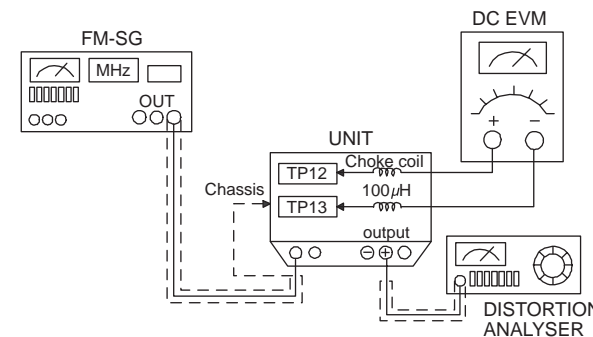 FM-SG
DC EVM
MHz
OUT
+ −
UNIT
Choke coil
TP12
Chassis
100μH
TP13
output
− +
DISTORTION
ANALYSER